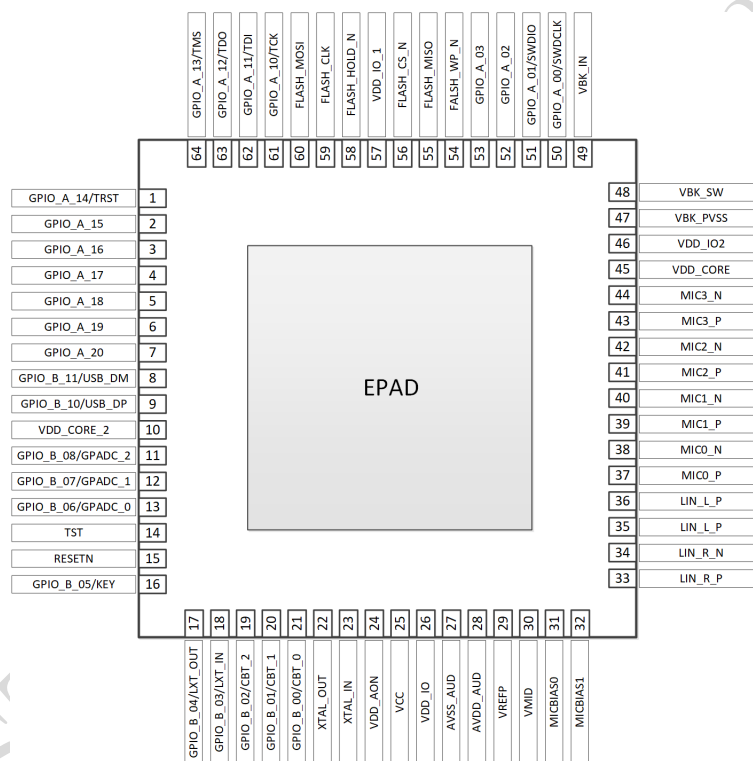 GPIO_A_13/TMS
GPIO_A_12/TDO
GPIO_A_11/TDI
GPIO_A_10/TCK
FLASH_MOSI
FLASH_CLK
FLASH_HOLD_N
VDD_IO_1
FLASH_CS_N
FLASH_MISO
FALSH_WP_N
GPIO_A_03
GPIO_A_02
GPIO_A_01/SWDIO
GPIO_A_00/SWDCLK
VBK_IN
64 63 62 61 60 59 58 57 56 55 54 53 52 51 50 49
GPIO_A_14/TRST 1
GPIO_A_15 2
GPIO_A_16 3
GPIO_A_17 4
GPIO_A_18 5
GPIO_A_19 6
GPIO_A_20 7
GPIO_B_11/USB_DM 8
GPIO_B_10/USB_DP 9
VDD_CORE_2 10
GPIO_B_08/GPADC_2 11
GPIO_B_07/GPADC_1 12
GPIO_B_06/GPADC_0 13
TST 14
RESETN 15
GPIO_B_05/KEY 16
EPAD
48 VBK_SW
47 VBK_PVSS
46 VDD_IO2
45 VDD_CORE
44 MIC3_N
43 MIC3_P
42 MIC2_N
41 MIC2_P
40 MIC1_N
39 MIC1_P
38 MIC0_N
37 MIC0_P
36 LIN_L_P
35 LIN_L_P
34 LIN_R_N
33 LIN_R_P
17 18 19 20 21 22 23 24 25 26 27 28 29 30 31 32
GPIO_B_04/LXT_OUT
GPIO_B_03/LXT_IN
GPIO_B_02/CBT_2
GPIO_B_01/CBT_1
GPIO_B_00/CBT_0
XTAL_OUT
XTAL_IN
VDD_AON
VCC
VDD_IO
AVSS_AUD
AVDD_AUD
VREFP
VMID
MICBIAS0
MICBIAS1